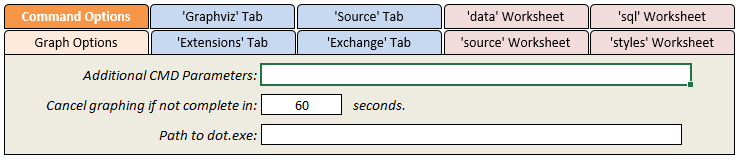 Command Options 'Graphviz' Tab 'Source' Tab 'data' Worksheet 'sql' Worksheet
Graph Options 'Extensions' Tab 'Exchange' Tab 'source' Worksheet 'styles' Worksheet
Additional CMD Parameters:
Cancel graphing if not complete in: 60 seconds.
Path to dot.exe: